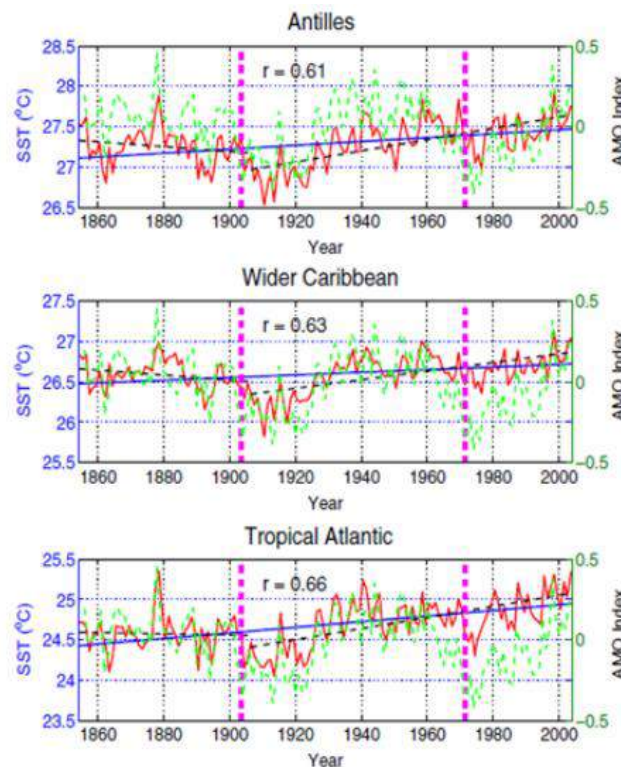 Antilles
28.5
28
27.5
27
26.5
SST (°C)
r = 0.61
0.5
0
−0.5
AMO Index
1860 1880 1900 1920 1940 1960 1980 2000
Year
Wider Caribbean
27.5
27
26.5
26
25.5
SST (°C)
r = 0.63
0.5
0
−0.5
AMO Index
1860 1880 1900 1920 1940 1960 1980 2000
Year
Tropical Atlantic
25.5
25
24.5
24
23.5
SST (°C)
r = 0.66
0.5
0
−0.5
AMO Index
1860 1880 1900 1920 1940 1960 1980 2000
Year